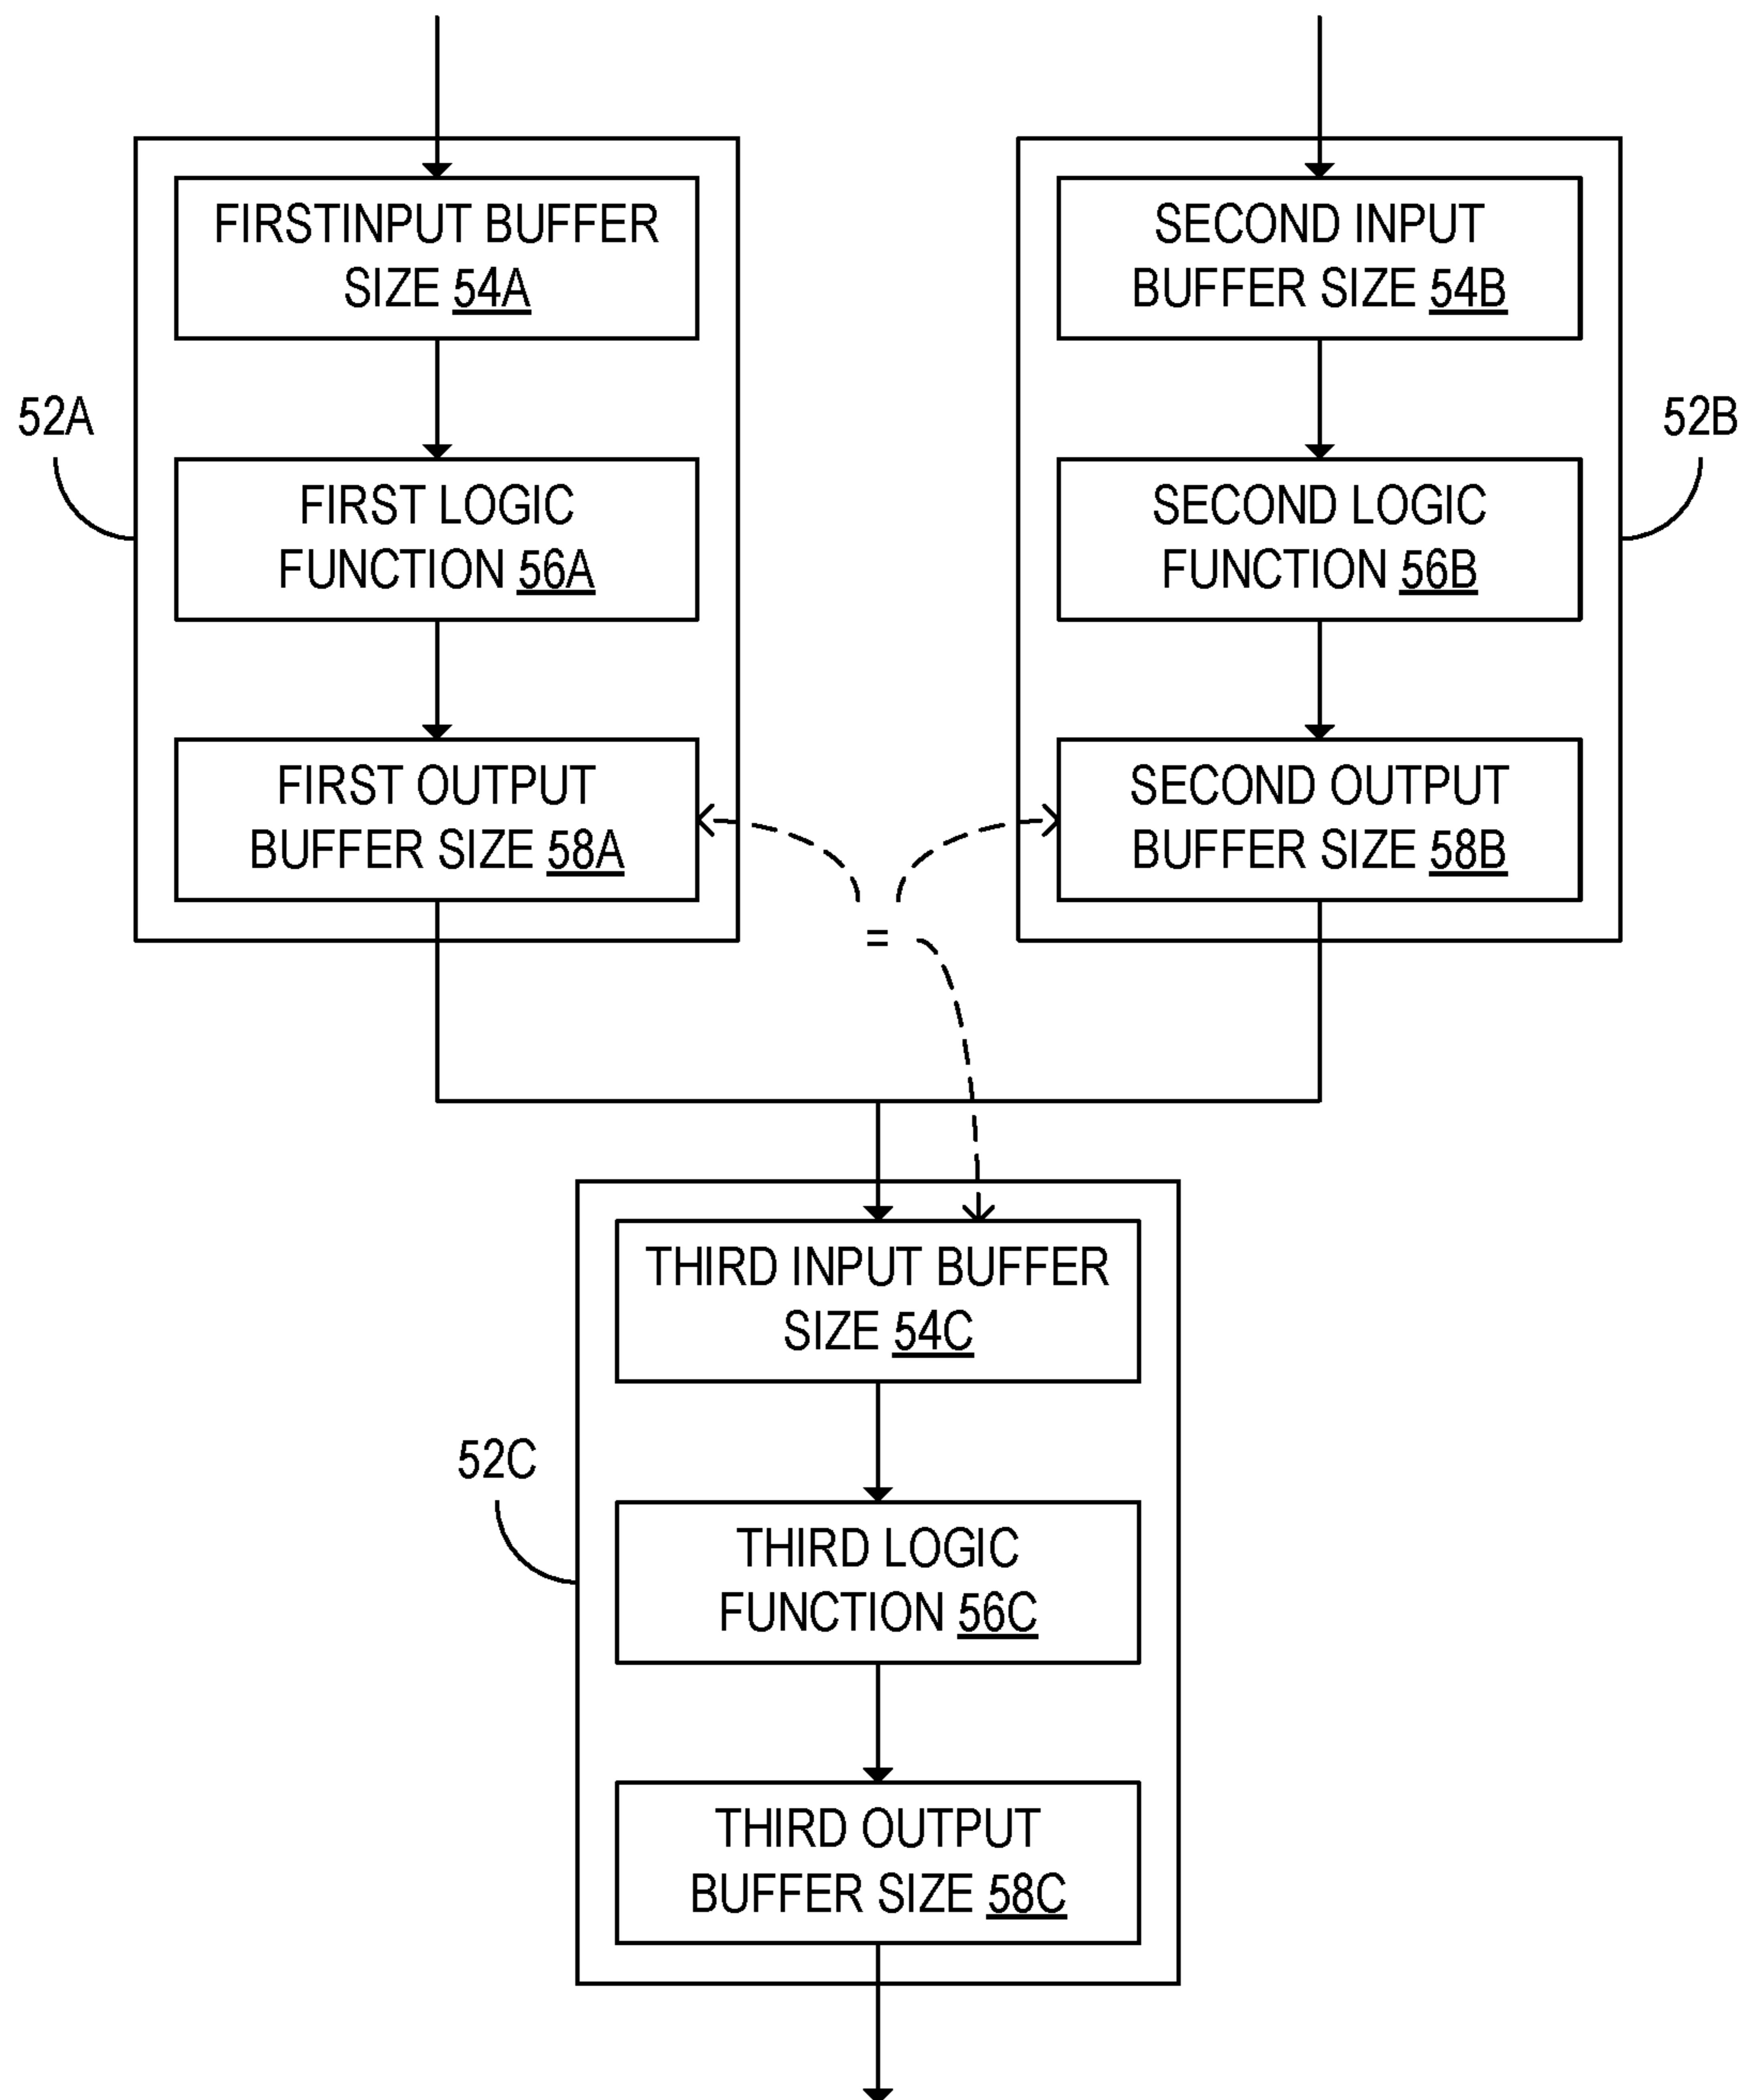 FIRSTINPUT BUFFER
SIZE 54A
SECOND INPUT
BUFFER SIZE 54B
52A
52B
FIRST LOGIC
FUNCTION 56A
SECOND LOGIC
FUNCTION 56B
FIRST OUTPUT
BUFFER SIZE 58A
SECOND OUTPUT
BUFFER SIZE 58B
=
THIRD INPUT BUFFER
SIZE 54C
52C
THIRD LOGIC
FUNCTION 56C
THIRD OUTPUT
BUFFER SIZE 58C